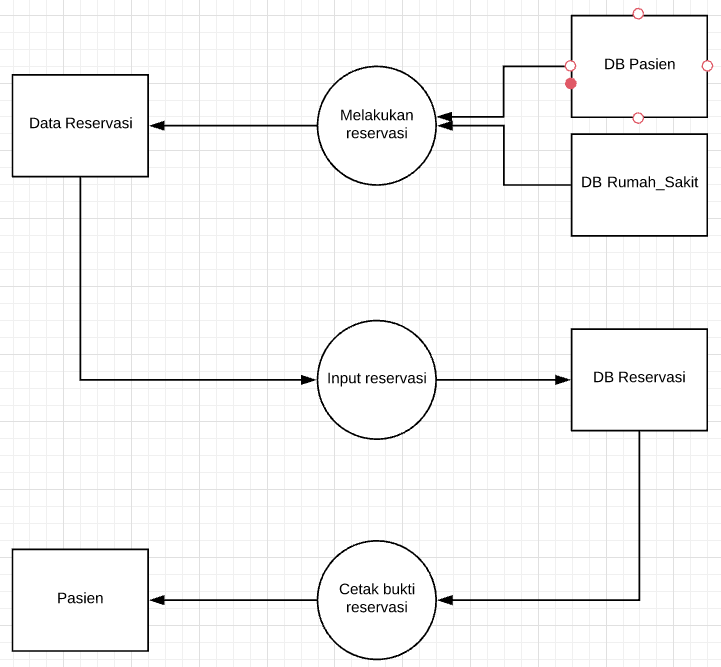 DB Pasien
Melakukan
reservasi
Data Reservasi
DB Rumah_Sakit
Input reservasi
DB Reservasi
Cetak bukti
reservasi
Pasien